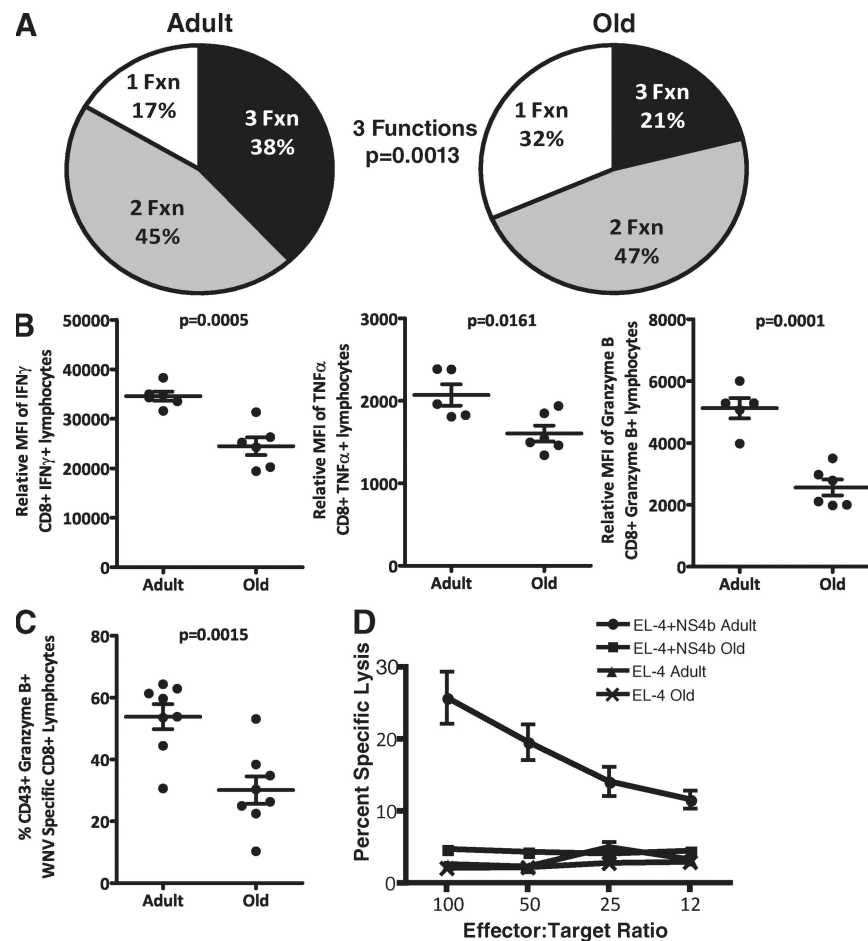 A
Adult
Old
1 Fxn
17%
3 Fxn
38%
2 Fxn
45%
3 Functions
p=0.0013
1 Fxn
32%
3 Fxn
21%
2 Fxn
47%
B
Relative MFI of IFNγ
CD8+ IFNγ+ lymphocytes
p=0.0005
50000
40000
30000
20000
10000
0
Adult
Old
Relative MFI of TNFα
CD8+ TNFα+ lymphocytes
p=0.0161
3000
2000
1000
0
Adult
Old
Relative MFI of Granzyme B
CD8+ Granzyme B+ lymphocytes
p=0.0001
8000
6000
4000
2000
0
Adult
Old
C
% CD43+ Granzyme B+
WNV Specific CD8+ Lymphocytes
p=0.0015
80
60
40
20
0
Adult
Old
D
EL-4+NS4b Adult
EL-4+NS4b Old
EL-4 Adult
EL-4 Old
Percent Specific Lysis
30
20
10
0
100
50
25
12
Effector:Target Ratio